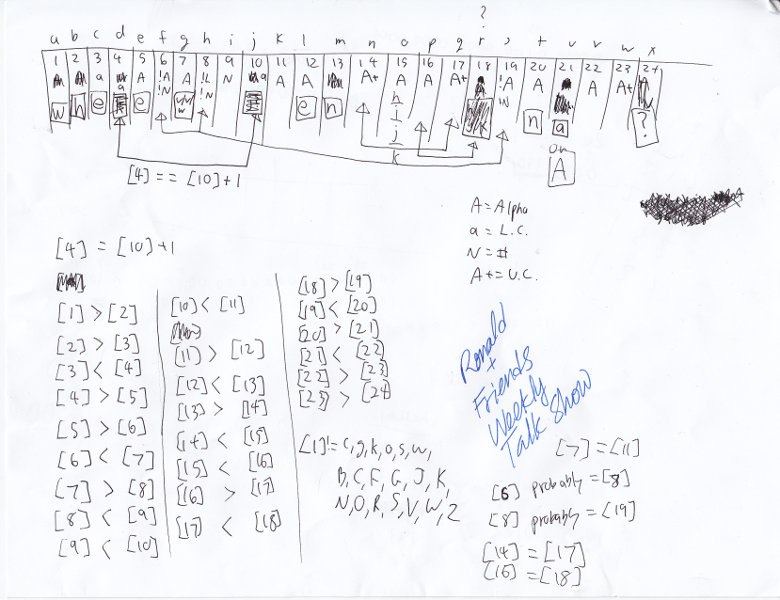 ?
a b c d e f g h i j k l m n o p q r s t u v w x
1 2 3 4 5 6 7 8 9 10 11 12 13 14 15 16 17 18 19 20 21 22 23 24
a A !A A !L N a A A A+ A A A+ !A A A A+
a !N !N !N
w h e e e n h i j k n a ?
or
A
[4] == [10]+1
A = Alpha
a = L.C.
N = #
A+ = U.C.
[4] = [10]+1
[1] > [2]
[2] > [3]
[3] < [4]
[4] > [5]
[5] > [6]
[6] < [7]
[7] > [8]
[8] < [9]
[9] < [10]
[10] < [11]
[11] > [12]
[12] < [13]
[13] > [14]
[14] < [15]
[15] < [16]
[16] > [17]
[17] < [18]
[18] > [19]
[19] < [20]
[20] > [21]
[21] < [22]
[22] > [23]
[23] > [24]
[1] != c, g, k, o, s, w,
B, C, F, G, J, K,
N, O, R, S, V, W, Z
Ronald
+
Friends
Weekly
Talk Show
[7] = [11]
[6] probably = [8]
[8] probably = [19]
[14] = [17]
[16] = [18]